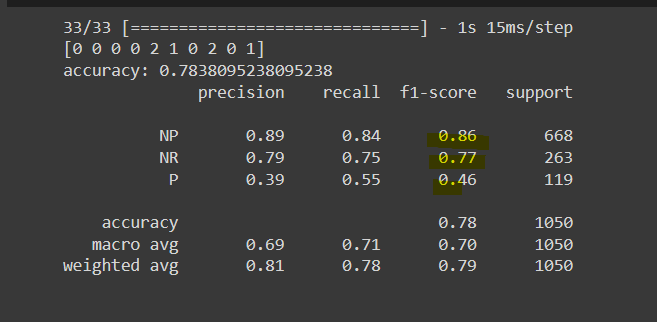 33/33 [==============================] - 1s 15ms/step
[0 0 0 0 2 1 0 2 0 1]
accuracy: 0.7838095238095238
precision recall f1-score support
NP 0.89 0.84 0.86 668
NR 0.79 0.75 0.77 263
P 0.39 0.55 0.46 119
accuracy 0.78 1050
macro avg 0.69 0.71 0.70 1050
weighted avg 0.81 0.78 0.79 1050